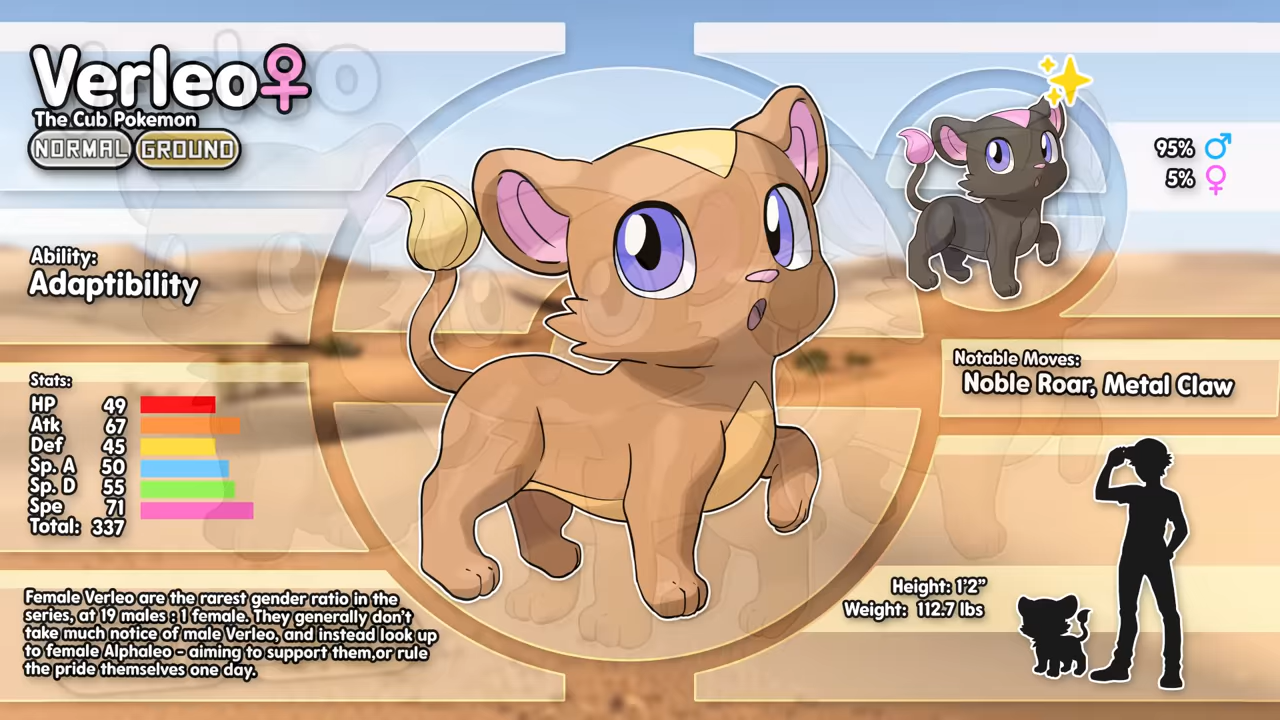 Verleo♀
The Cub Pokemon
NORMAL GROUND
95% ♂
5% ♀
Ability:
Adaptibility
Stats:
HP 49
Atk 67
Def 45
Sp. A 50
Sp. D 55
Spe 71
Total: 337
Notable Moves:
Noble Roar, Metal Claw
Height: 1'2”
Weight: 112.7 lbs
Female Verleo are the rarest gender ratio in the
series, at 19 males : 1 female. They generally don't
take much notice of male Verleo, and instead look up
to female Alphaleo - aiming to support them,or rule
the pride themselves one day.